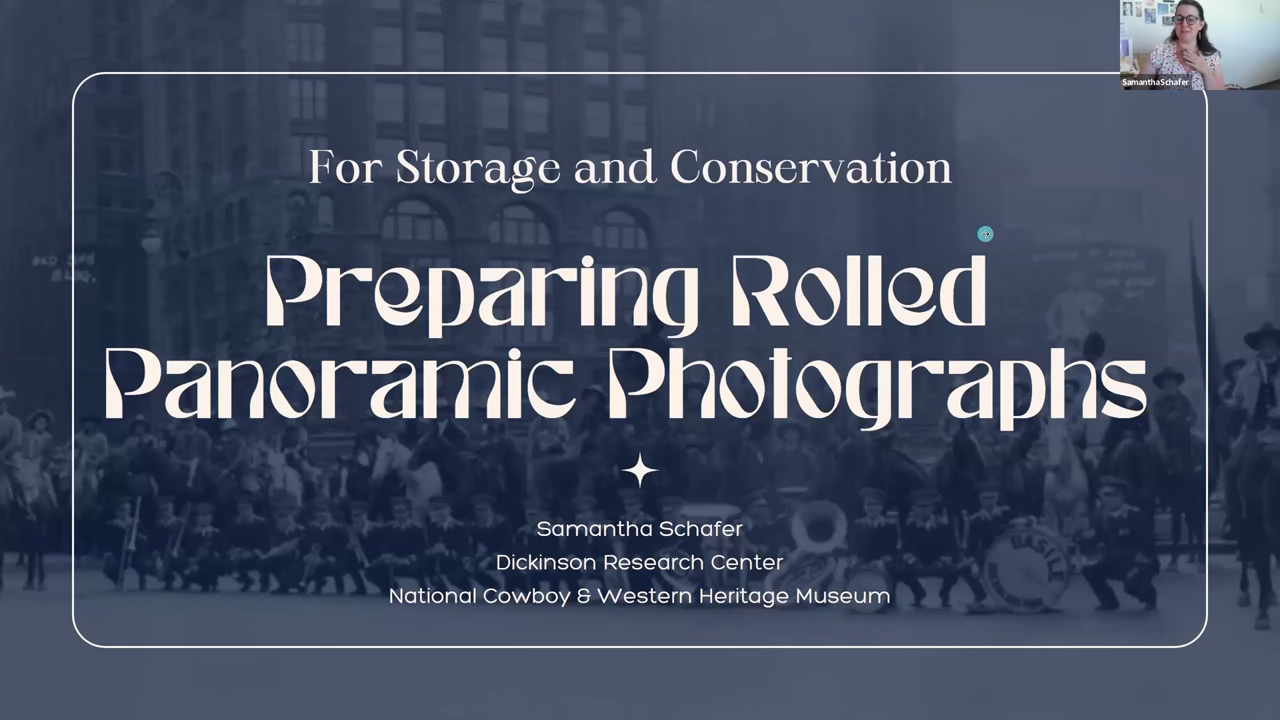 SamanthaSchafer
For Storage and Conservation
Preparing Rolled
Panoramic Photographs
Samantha Schafer
Dickinson Research Center
National Cowboy & Western Heritage Museum
BASILE